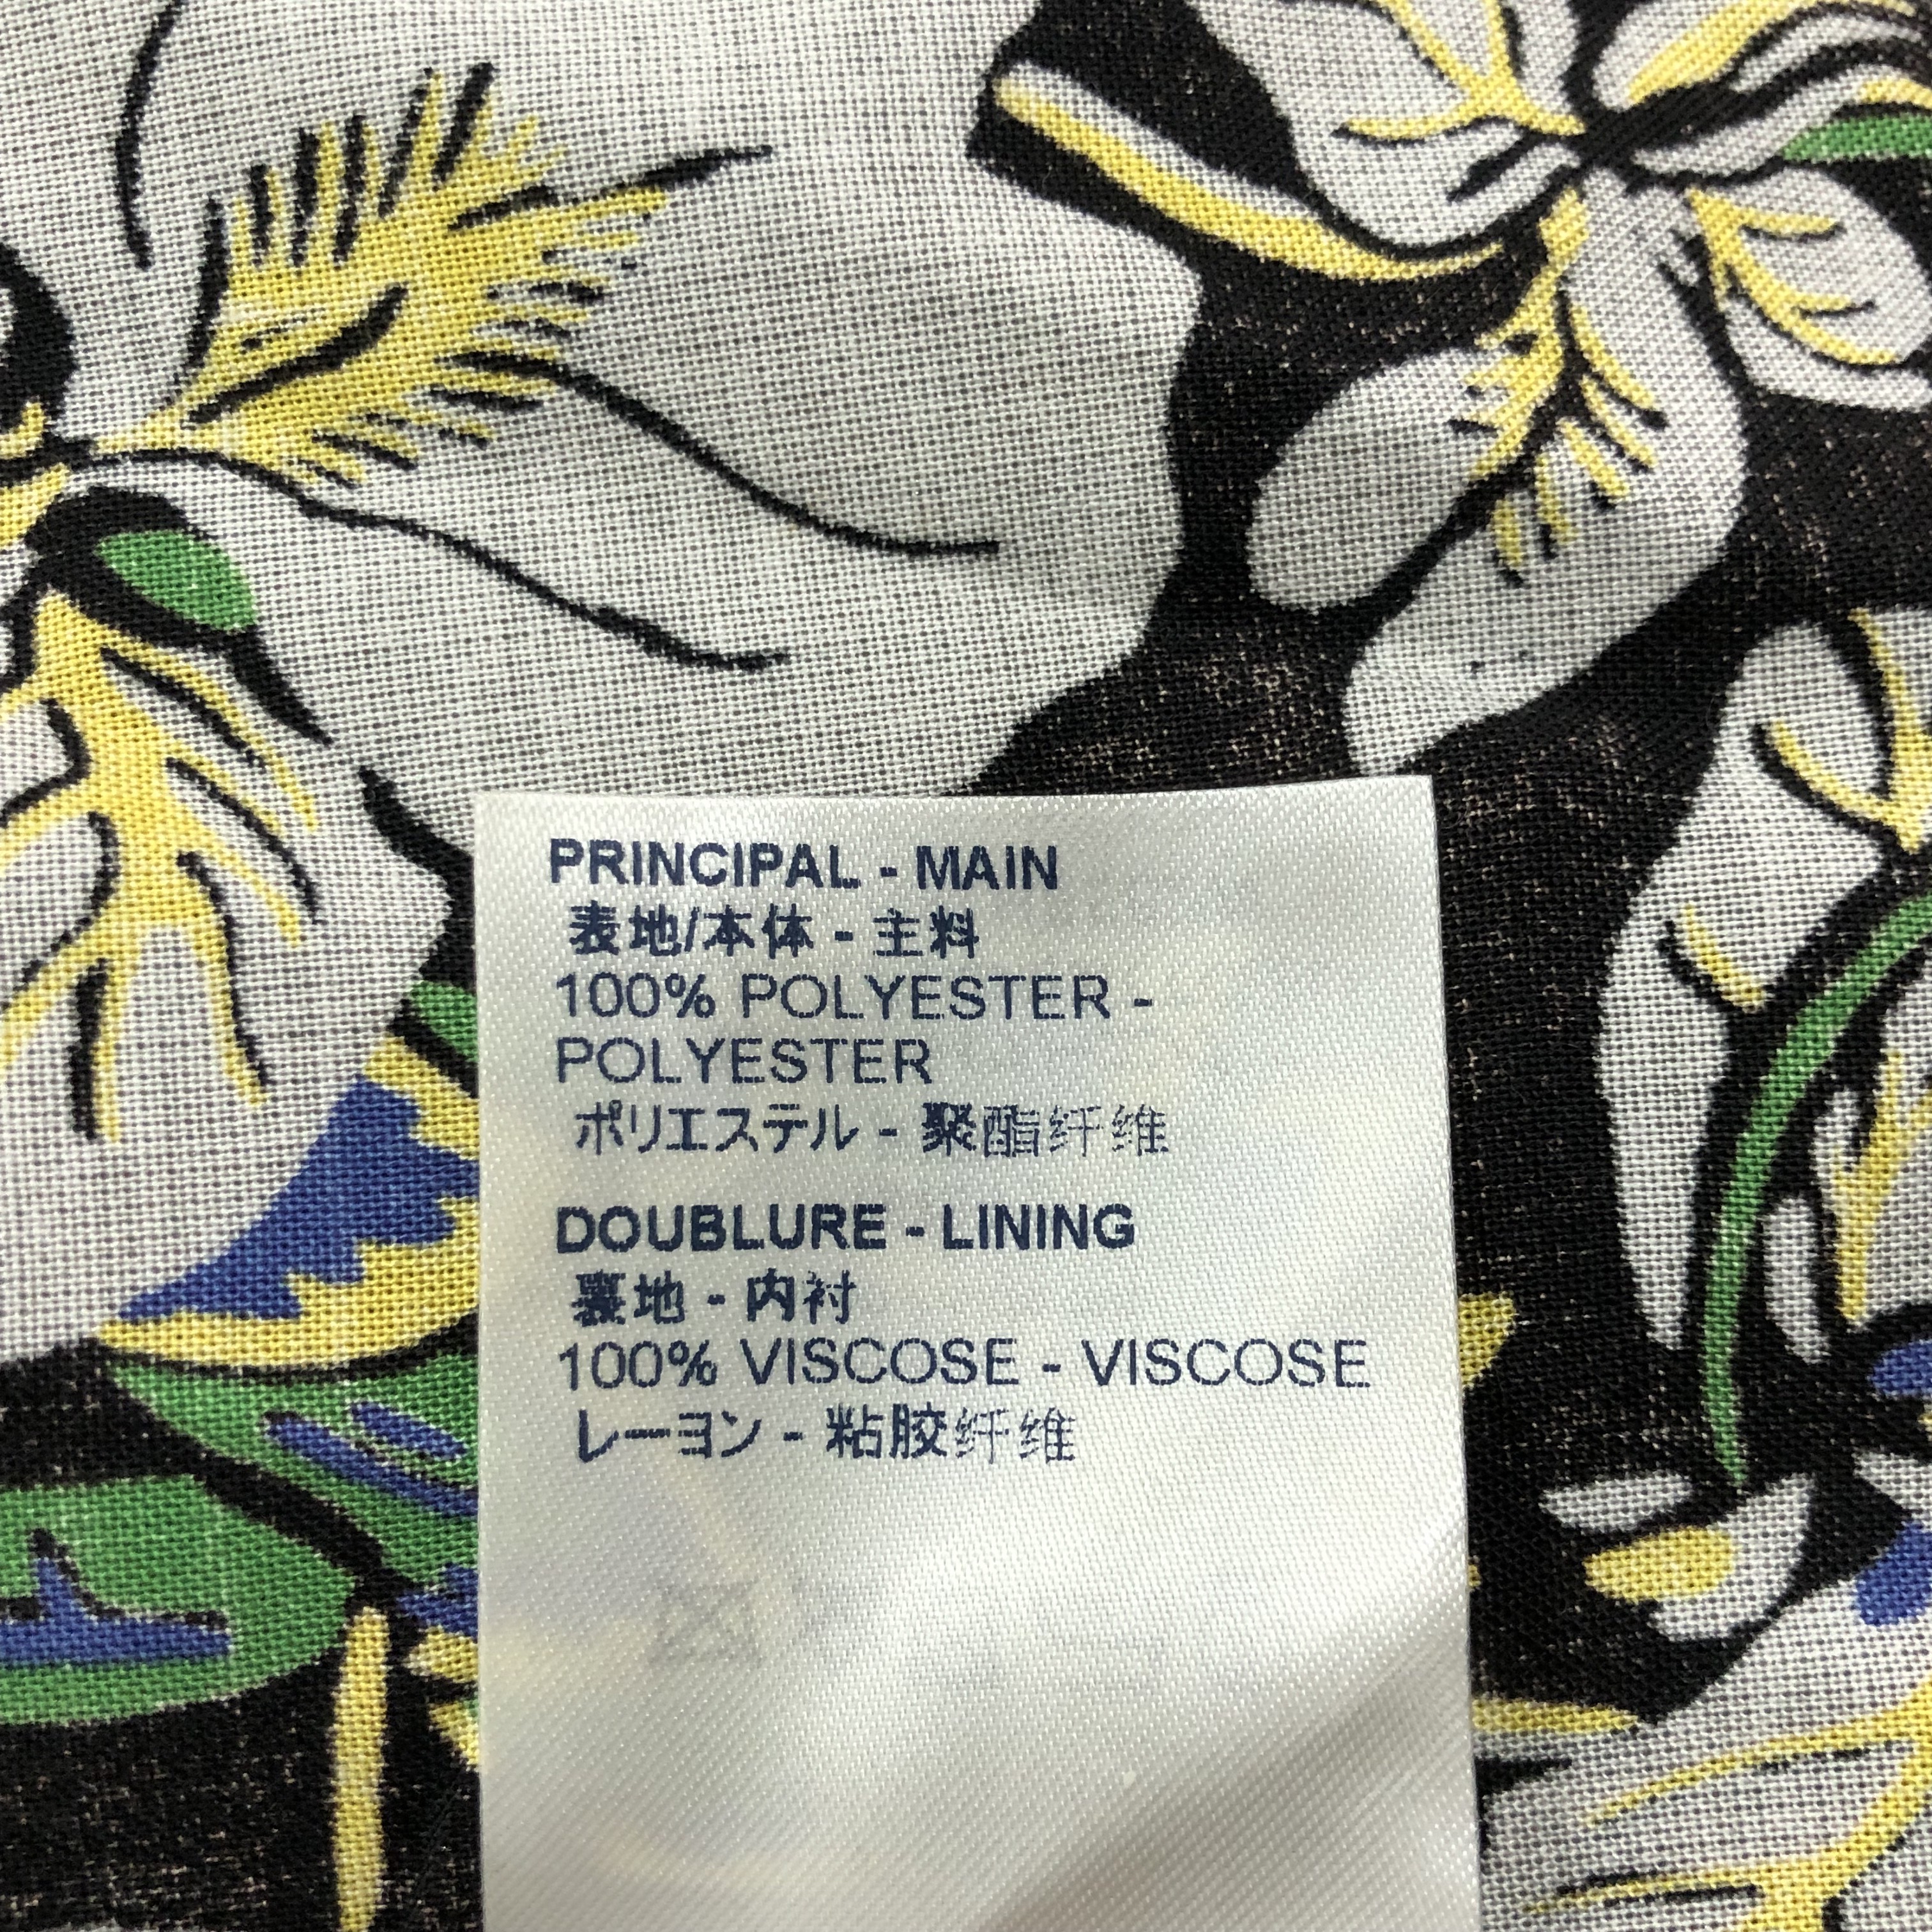 PRINCIPAL - MAIN
表地/本体 - 主料
100% POLYESTER -
POLYESTER
ポリエステル - 聚酯纤维
DOUBLURE - LINING
裏地 - 内衬
100% VISCOSE - VISCOSE
レーヨン - 粘胶纤维